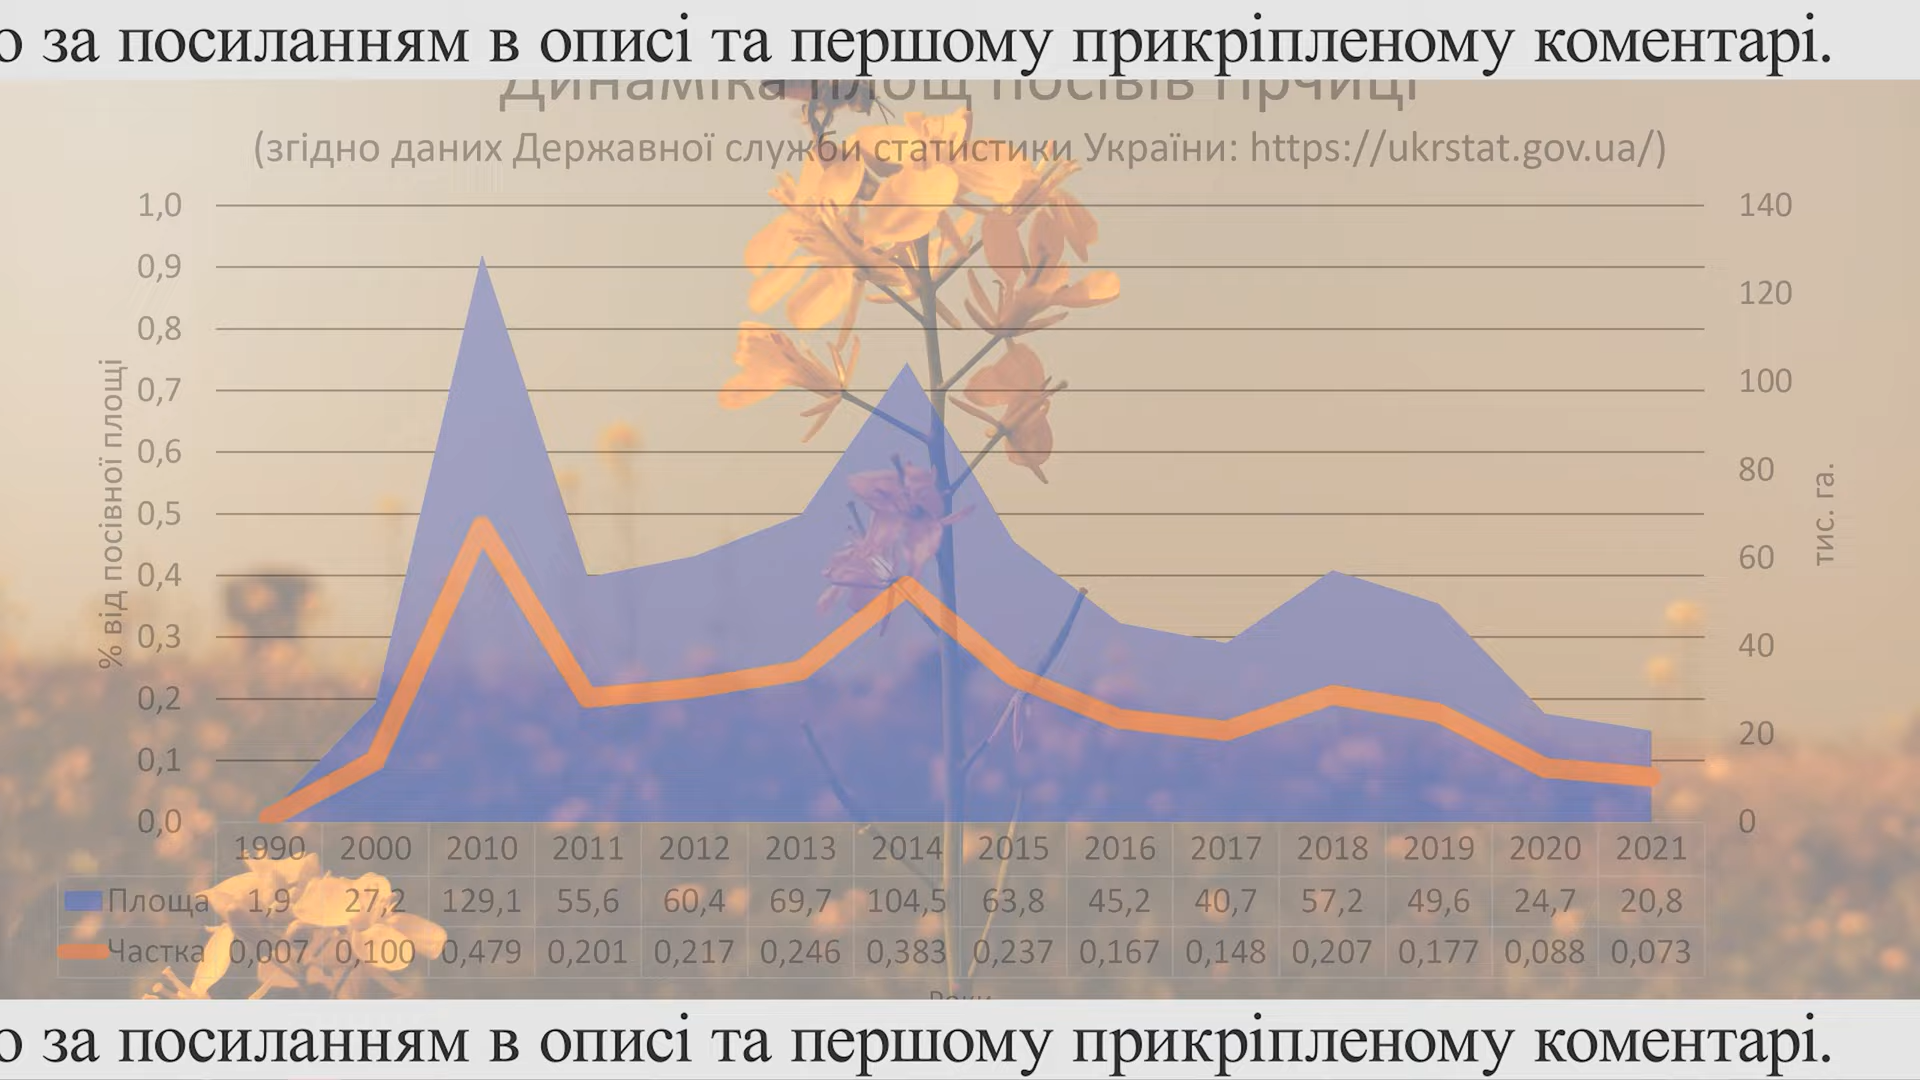 о за посиланням в описі та першому прикріпленому коментарі.
Динаміка площ посівів гірчиці
(згідно даних Державної служби статистики України: https://ukrstat.gov.ua/)
% від посівної площі
1,0
0,9
0,8
0,7
0,6
0,5
0,4
0,3
0,2
0,1
0,0
140
120
100
80
60
40
20
0
тис. га.
1990 2000 2010 2011 2012 2013 2014 2015 2016 2017 2018 2019 2020 2021
Площа 1,9 27,2 129,1 55,6 60,4 69,7 104,5 63,8 45,2 40,7 57,2 49,6 24,7 20,8
Частка 0,007 0,100 0,479 0,201 0,217 0,246 0,383 0,237 0,167 0,148 0,207 0,177 0,088 0,073
Роки
о за посиланням в описі та першому прикріпленому коментарі.